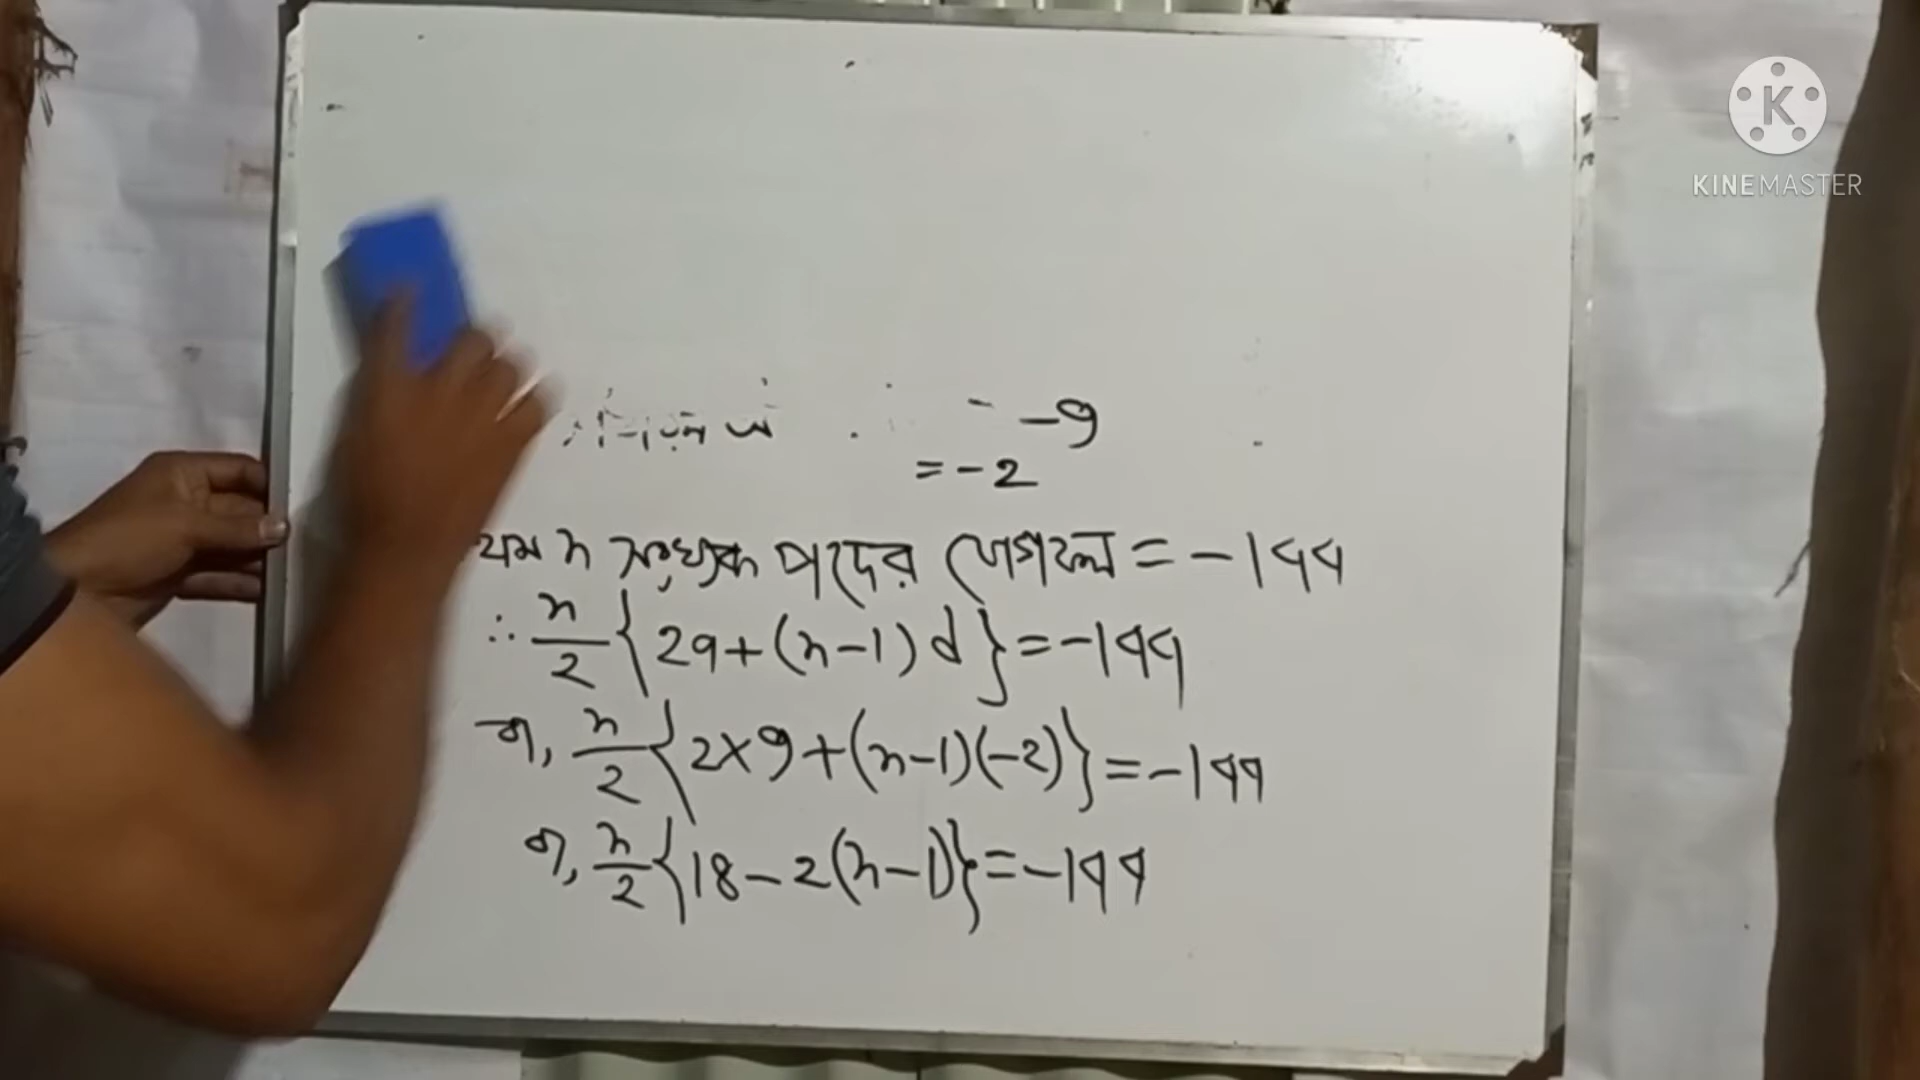 KINEMASTER
-9
= -2
n সংখ্যক পদের যোগফল = -144
∴ n/2 {2a+(n-1)d} = -144
বা, n/2 {2×9+(n-1)(-2)} = -144
বা, n/2 {18-2(n-1)} = -144